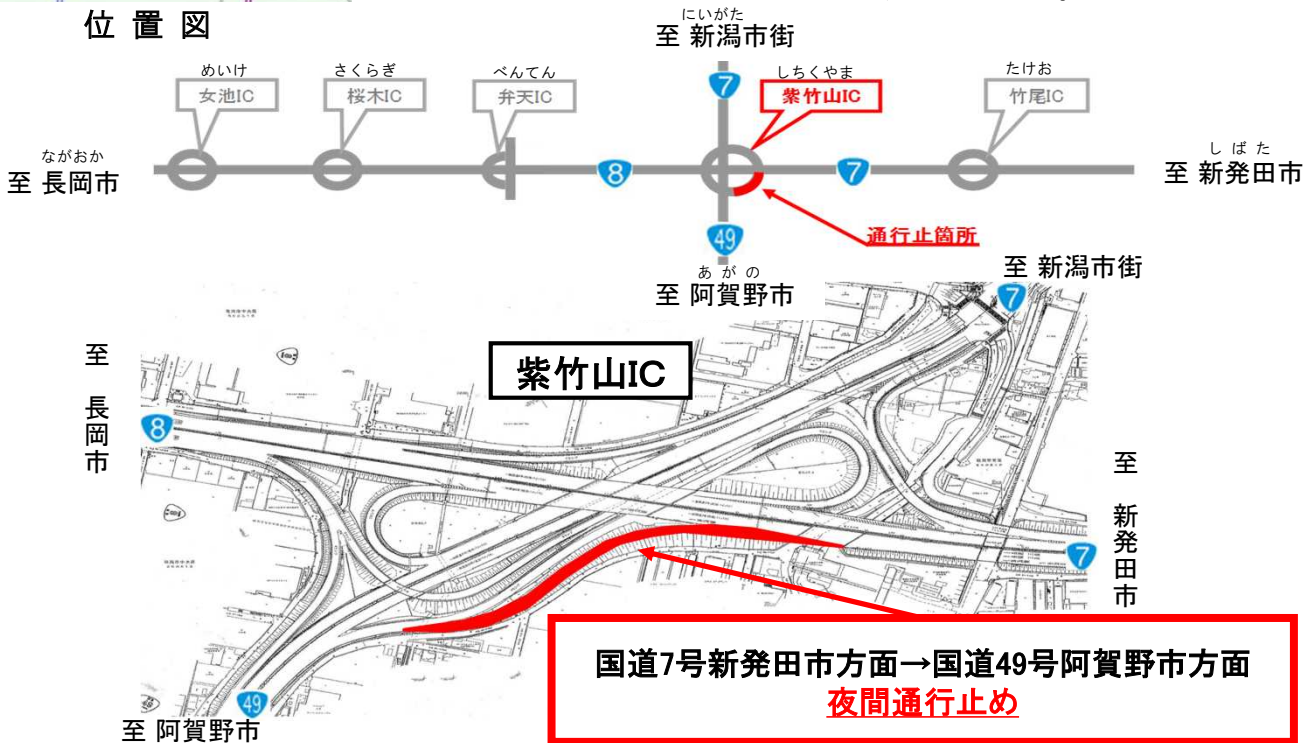 位置図
にいがた
至 新潟市街
めいけ
女池IC
さくらぎ
桜木IC
べんてん
弁天IC
7
しちくやま
紫竹山IC
たけお
竹尾IC
ながおか
至 長岡市
8
7
しばた
至 新発田市
49
通行止箇所
あがの
至 阿賀野市
至 新潟市街
7
紫竹山IC
至 長岡市
8
至 新発田市
7
国道7号新発田市方面→国道49号阿賀野市方面
夜間通行止め
49
至 阿賀野市